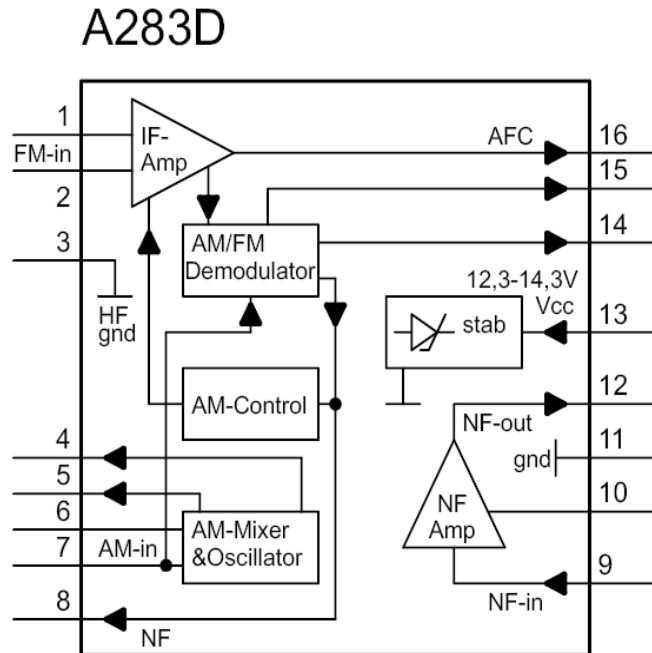 A283D
1
FM-in
2
3
HF
gnd
IF-
Amp
AM/FM
Demodulator
AM-Control
4
5
6
7
AM-in
AM-Mixer
&Oscillator
8
NF
AFC
16
15
14
12,3-14,3V
Vcc
stab
13
12
NF-out
gnd
11
10
NF
Amp
9
NF-in